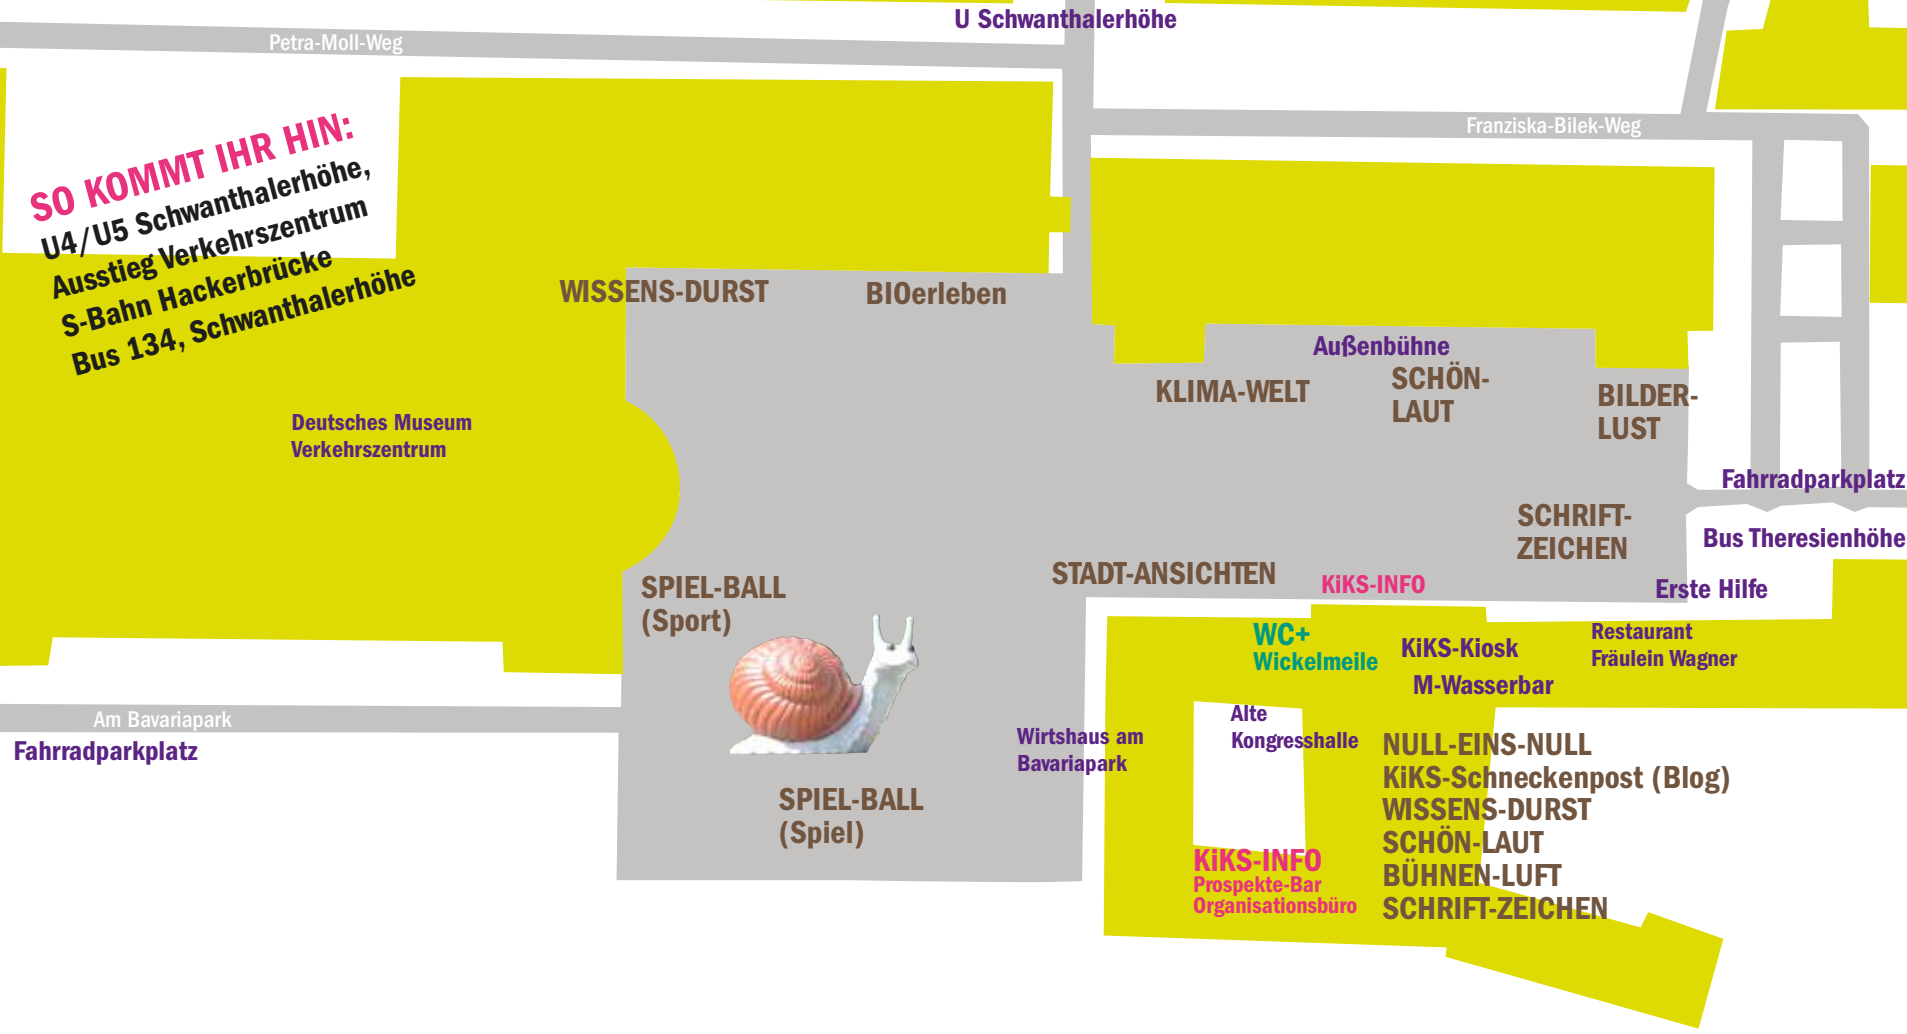 U Schwanthalerhöhe
Petra-Moll-Weg
Franziska-Bilek-Weg
SO KOMMT IHR HIN:
U4/U5 Schwanthalerhöhe,
Ausstieg Verkehrszentrum
S-Bahn Hackerbrücke
Bus 134, Schwanthalerhöhe
WISSENS-DURST
BIOerleben
Außenbühne
KLIMA-WELT
SCHÖN-
LAUT
BILDER-
LUST
Deutsches Museum
Verkehrszentrum
Fahrradparkplatz
SCHRIFT-
ZEICHEN
Bus Theresienhöhe
STADT-ANSICHTEN
KiKS-INFO
Erste Hilfe
SPIEL-BALL
(Sport)
WC+
Wickelmeile
KiKS-Kiosk
M-Wasserbar
Restaurant
Fräulein Wagner
Am Bavariapark
Fahrradparkplatz
Wirtshaus am
Bavariapark
Alte
Kongresshalle
SPIEL-BALL
(Spiel)
NULL-EINS-NULL
KiKS-Schneckenpost (Blog)
WISSENS-DURST
SCHÖN-LAUT
BÜHNEN-LUFT
SCHRIFT-ZEICHEN
KiKS-INFO
Prospekte-Bar
Organisationsbüro